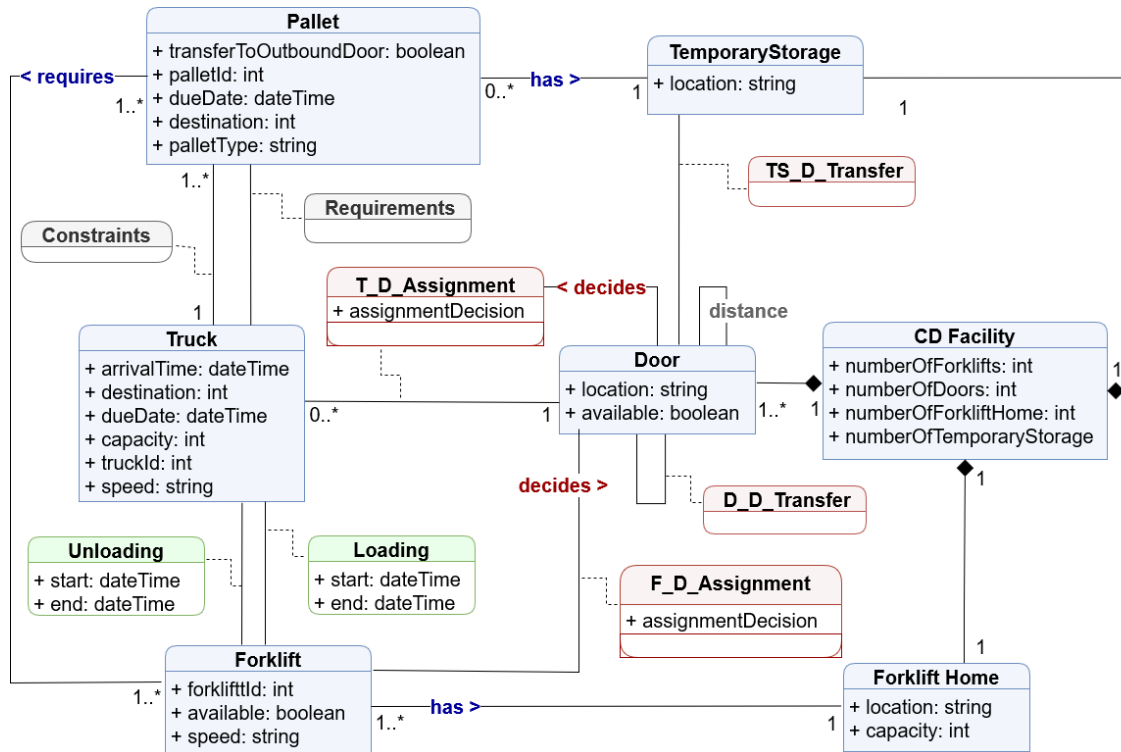 Pallet
+ transferToOutboundDoor: boolean
+ palletId: int
+ dueDate: dateTime
+ destination: int
+ palletType: string
< requires
1..*
0..*
has >
1
TemporaryStorage
+ location: string
1
TS_D_Transfer
1..*
Requirements
Constraints
1
T_D_Assignment
+ assignmentDecision
< decides
distance
Truck
+ arrivalTime: dateTime
+ destination: int
+ dueDate: dateTime
+ capacity: int
+ truckId: int
+ speed: string
0..*
1
Door
+ location: string
+ available: boolean
1..*
1
CD Facility
+ numberOfForklifts: int
+ numberOfDoors: int
+ numberOfForkliftHome: int
+ numberOfTemporaryStorage
1
1
decides >
D_D_Transfer
Unloading
+ start: dateTime
+ end: dateTime
Loading
+ start: dateTime
+ end: dateTime
F_D_Assignment
+ assignmentDecision
Forklift
+ forklifttId: int
+ available: boolean
+ speed: string
1..*
1..*
has >
1
1
Forklift Home
+ location: string
+ capacity: int